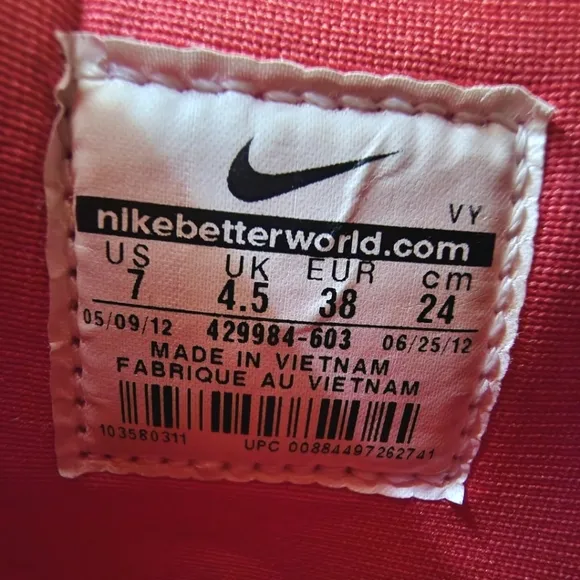 VY
nikebetterworld.com
US UK EUR cm
7 4.5 38 24
05/09/12 429984-603 06/25/12
MADE IN VIETNAM
FABRIQUE AU VIETNAM
103580311 UPC 00884497262741